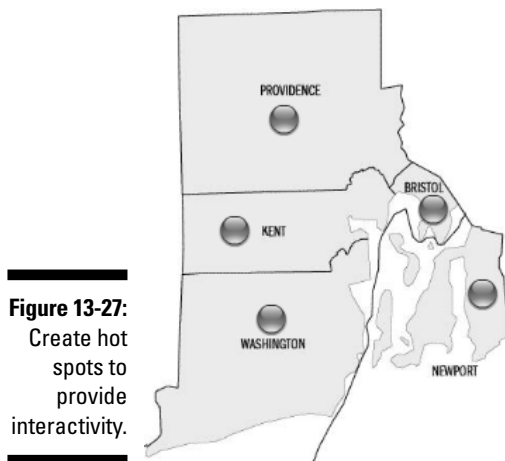 PROVIDENCE
BRISTOL
KENT
WASHINGTON
NEWPORT
Figure 13-27:
Create hot
spots to
provide
interactivity.